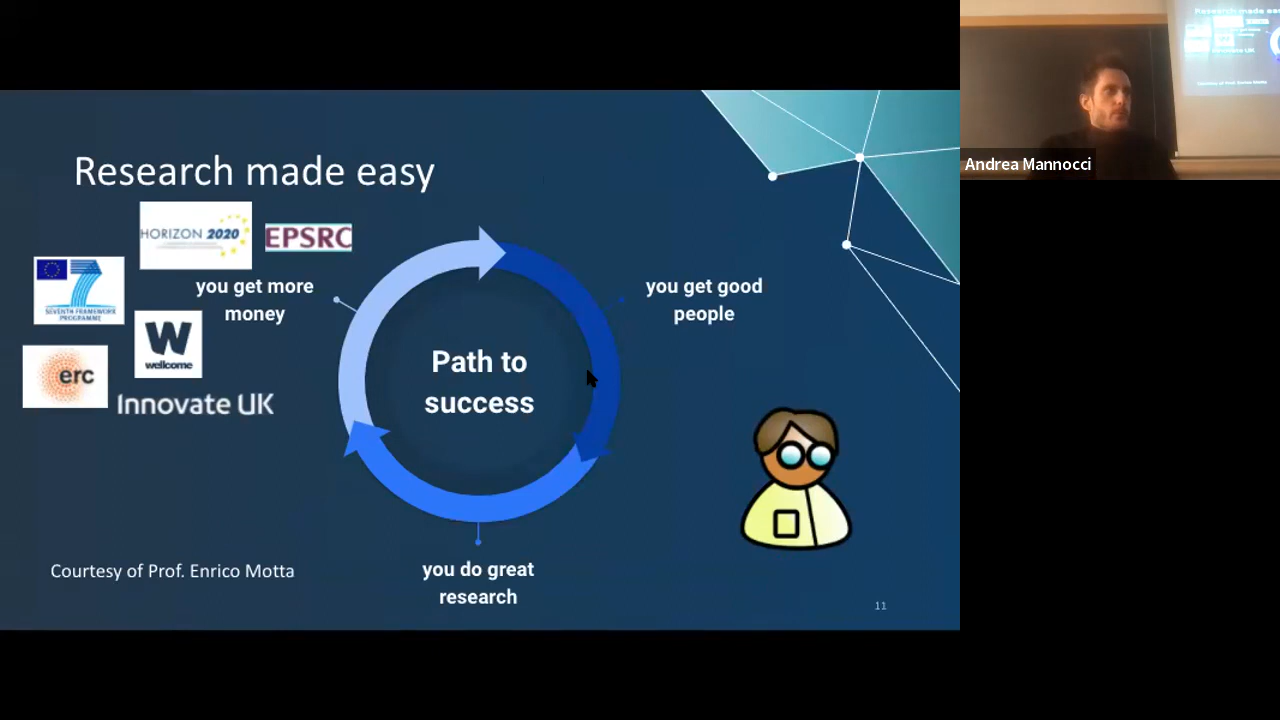 Research made easy
HORIZON 2020
EPSRC
SEVENTH FRAMEWORK
PROGRAMME
W
wellcome
erc
Innovate UK
you get more
money
you get good
people
Path to
success
you do great
research
Courtesy of Prof. Enrico Motta
11
Andrea Mannocci